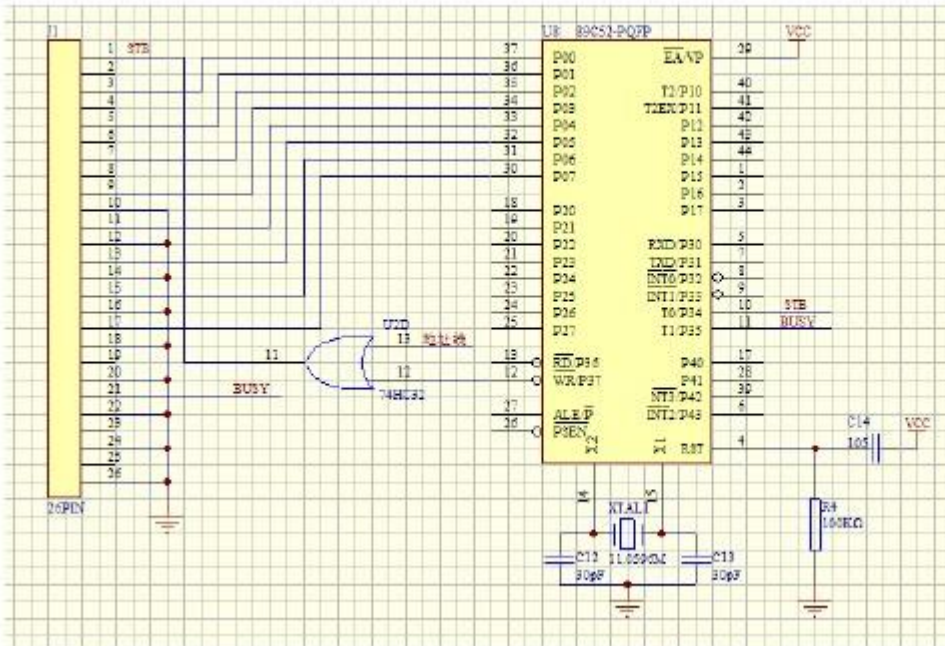 J1
1 STB
2
3
4
5
6
7
8
9
10
11
12
13
14
15
16
17
18
19
20
21 BUSY
22
23
24
25
26
26PIN
U8 89C52-PQFP
37 P00
36 P01
35 P02
34 P03
33 P04
32 P05
31 P06
30 P07
18 P20
19 P21
20 P22
21 P23
22 P24
23 P25
24 P26
25 P27
13 RD/P36
12 WR/P37
27 ALE/P
26 PSEN
EA/VP 29 VCC
T2/P10 40
T2EX/P11 41
P12 42
P13 43
P14 44
P15 1
P16 2
P17 3
RXD/P30 5
TXD/P31 7
INT0/P32 8
INT1/P33 9
T0/P34 10 STB
T1/P35 11 BUSY
P40 17
P41 28
P42 39
INT2/P43 6
RST 4
X2
X1
14
15
11
13 地址线
12
74HC32
C14
105
VCC
R4
100KΩ
XTAL1
11.0596M
C12
30pF
C13
30pF